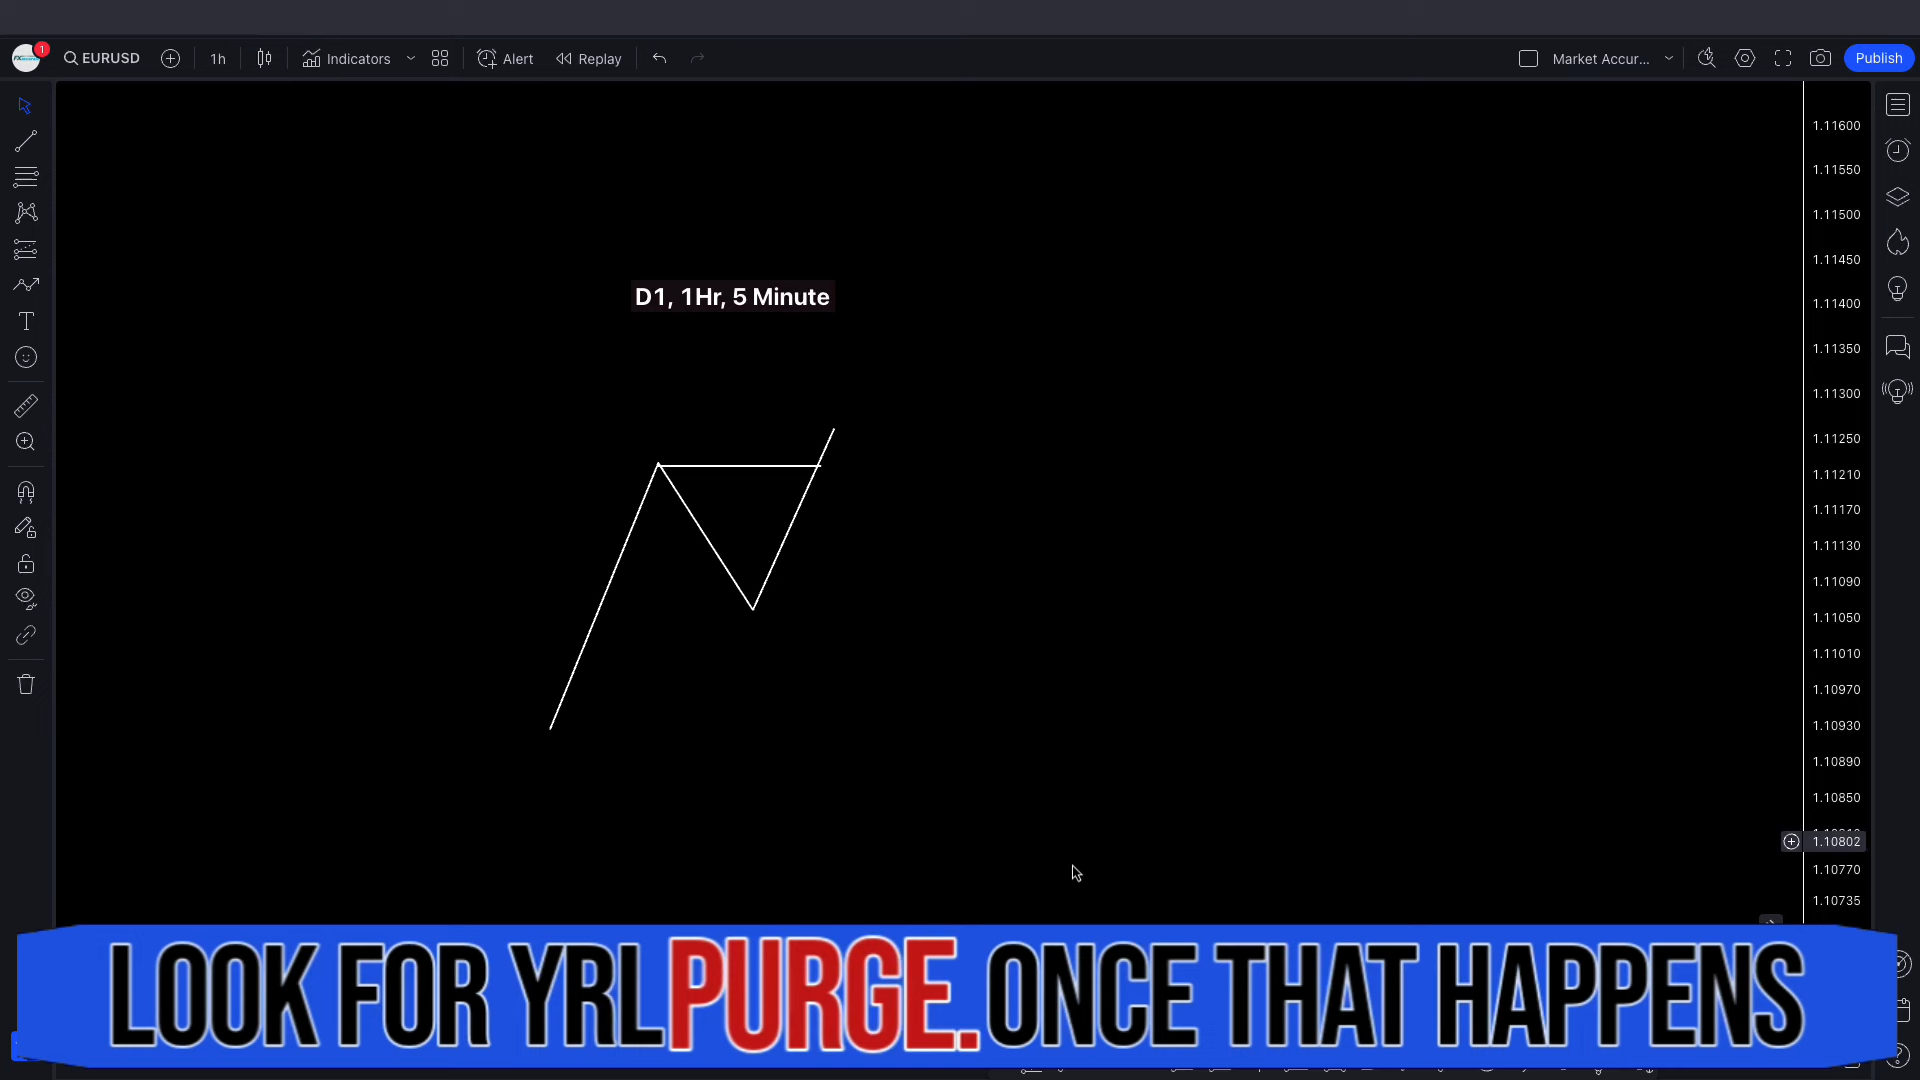 1
EURUSD
1h
Indicators
Alert
Replay
Market Accur...
Publish
D1, 1Hr, 5 Minute
1.11600
1.11550
1.11500
1.11450
1.11400
1.11350
1.11300
1.11250
1.11210
1.11170
1.11130
1.11090
1.11050
1.11010
1.10970
1.10930
1.10890
1.10850
1.10802
1.10770
1.10735
LOOK FOR YRL PURGE. ONCE THAT HAPPENS